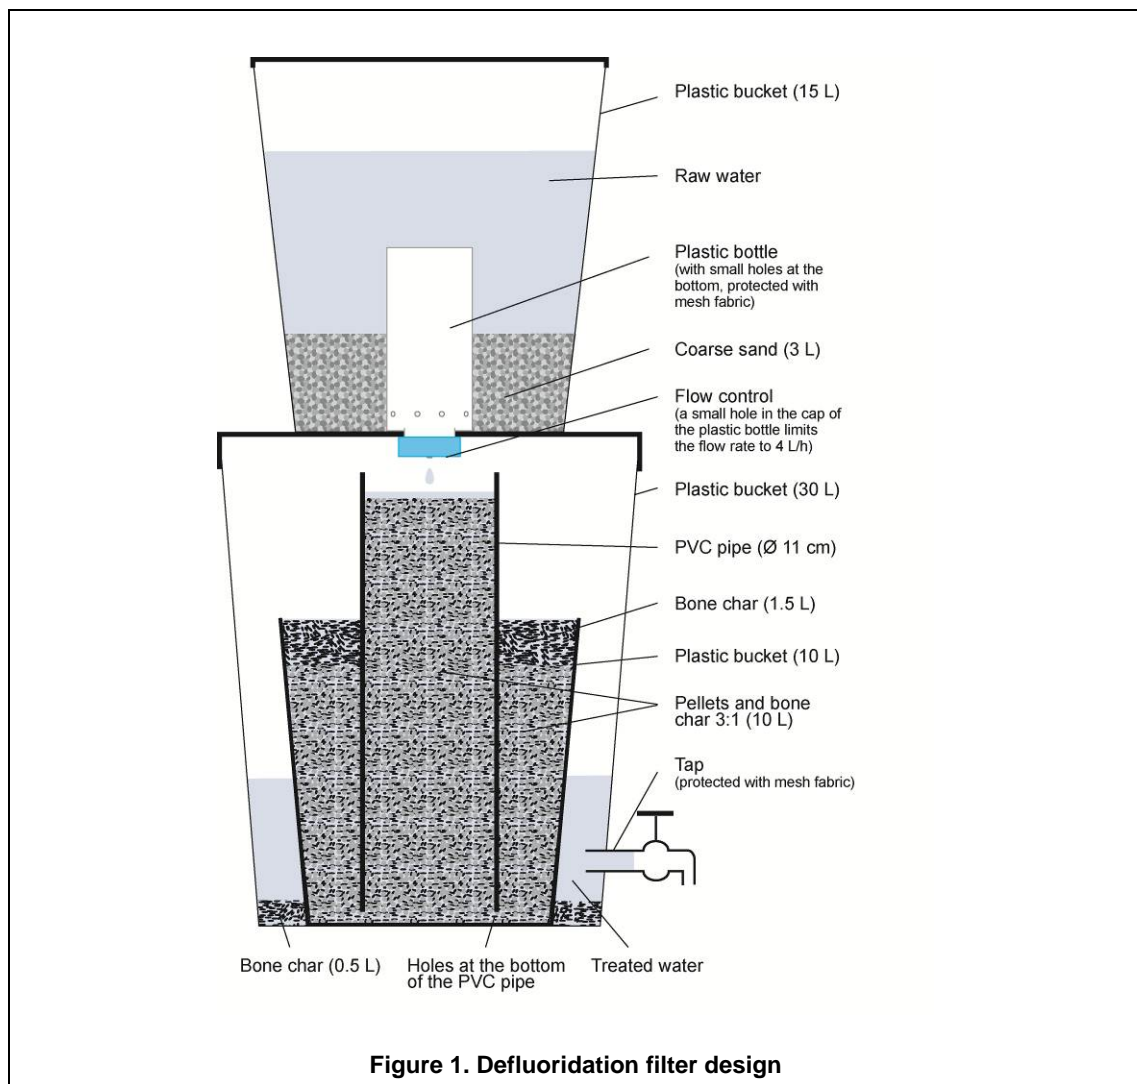 Plastic bucket (15 L)
Raw water
Plastic bottle
(with small holes at the
bottom, protected with
mesh fabric)
Coarse sand (3 L)
Flow control
(a small hole in the cap of
the plastic bottle limits
the flow rate to 4 L/h)
Plastic bucket (30 L)
PVC pipe (Ø 11 cm)
Bone char (1.5 L)
Plastic bucket (10 L)
Pellets and bone
char 3:1 (10 L)
Tap
(protected with mesh fabric)
Bone char (0.5 L)
Holes at the bottom
of the PVC pipe
Treated water
Figure 1. Defluoridation filter design